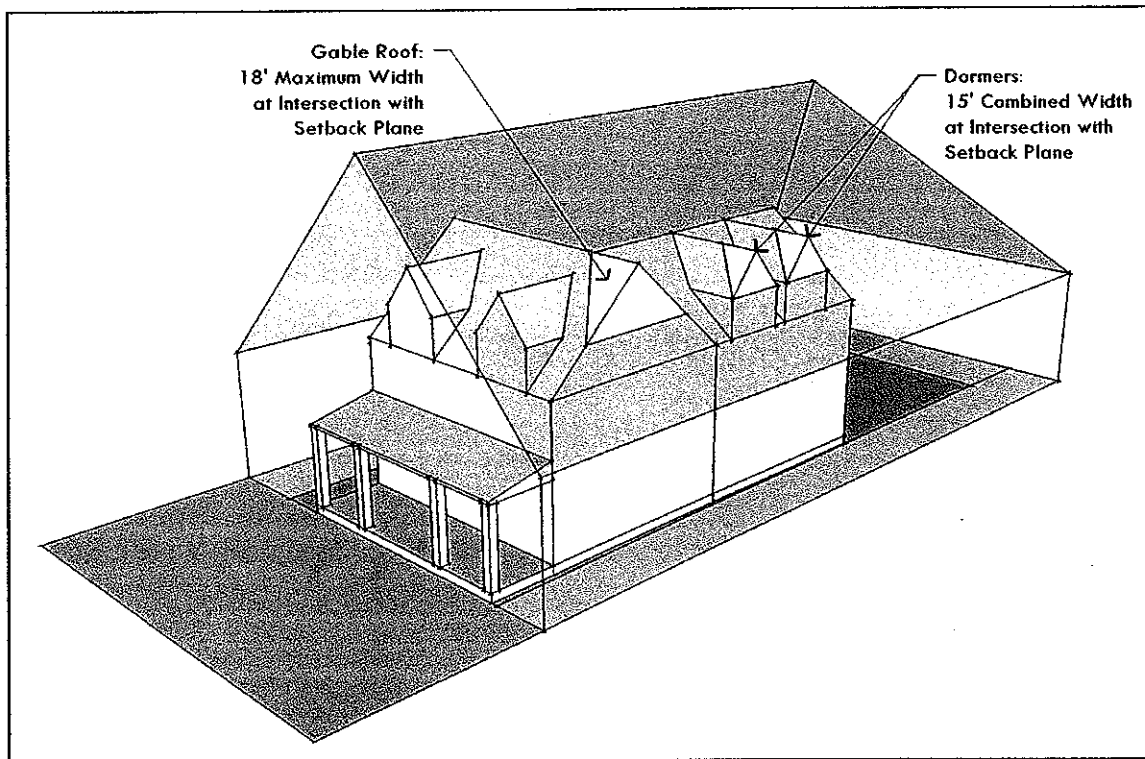 Gable Roof:
18' Maximum Width
at Intersection with
Setback Plane
Dormers:
15' Combined Width
at Intersection with
Setback Plane